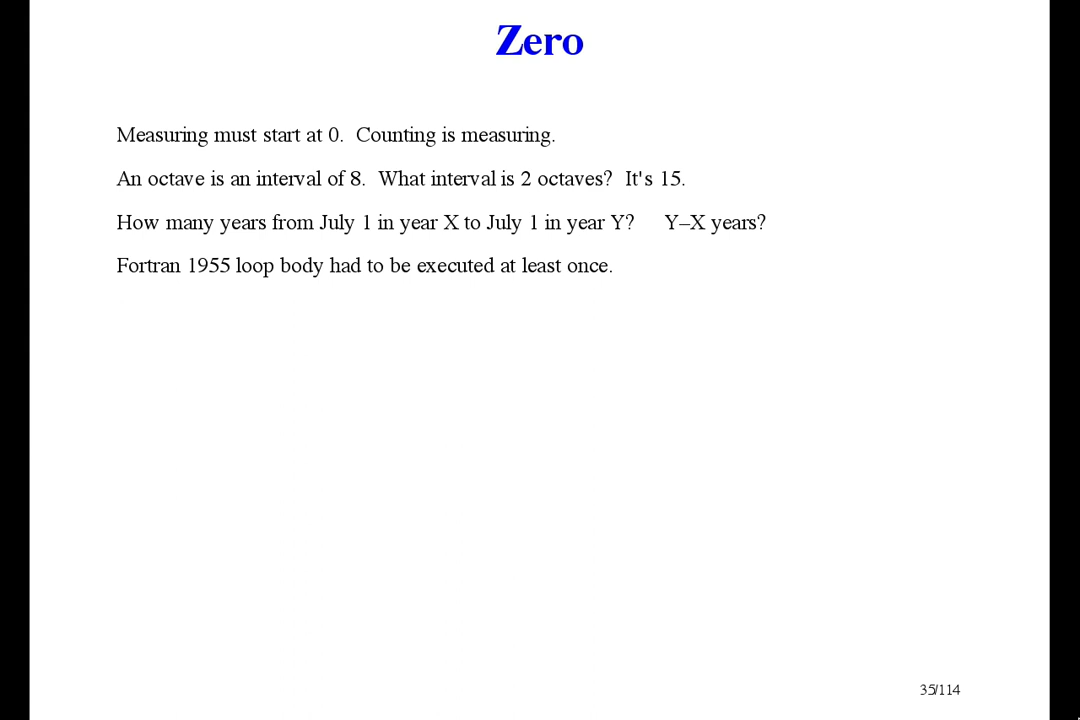 Zero
Measuring must start at 0.  Counting is measuring.
An octave is an interval of 8.  What interval is 2 octaves?  It's 15.
How many years from July 1 in year X to July 1 in year Y?     Y–X years?
Fortran 1955 loop body had to be executed at least once.
35/114